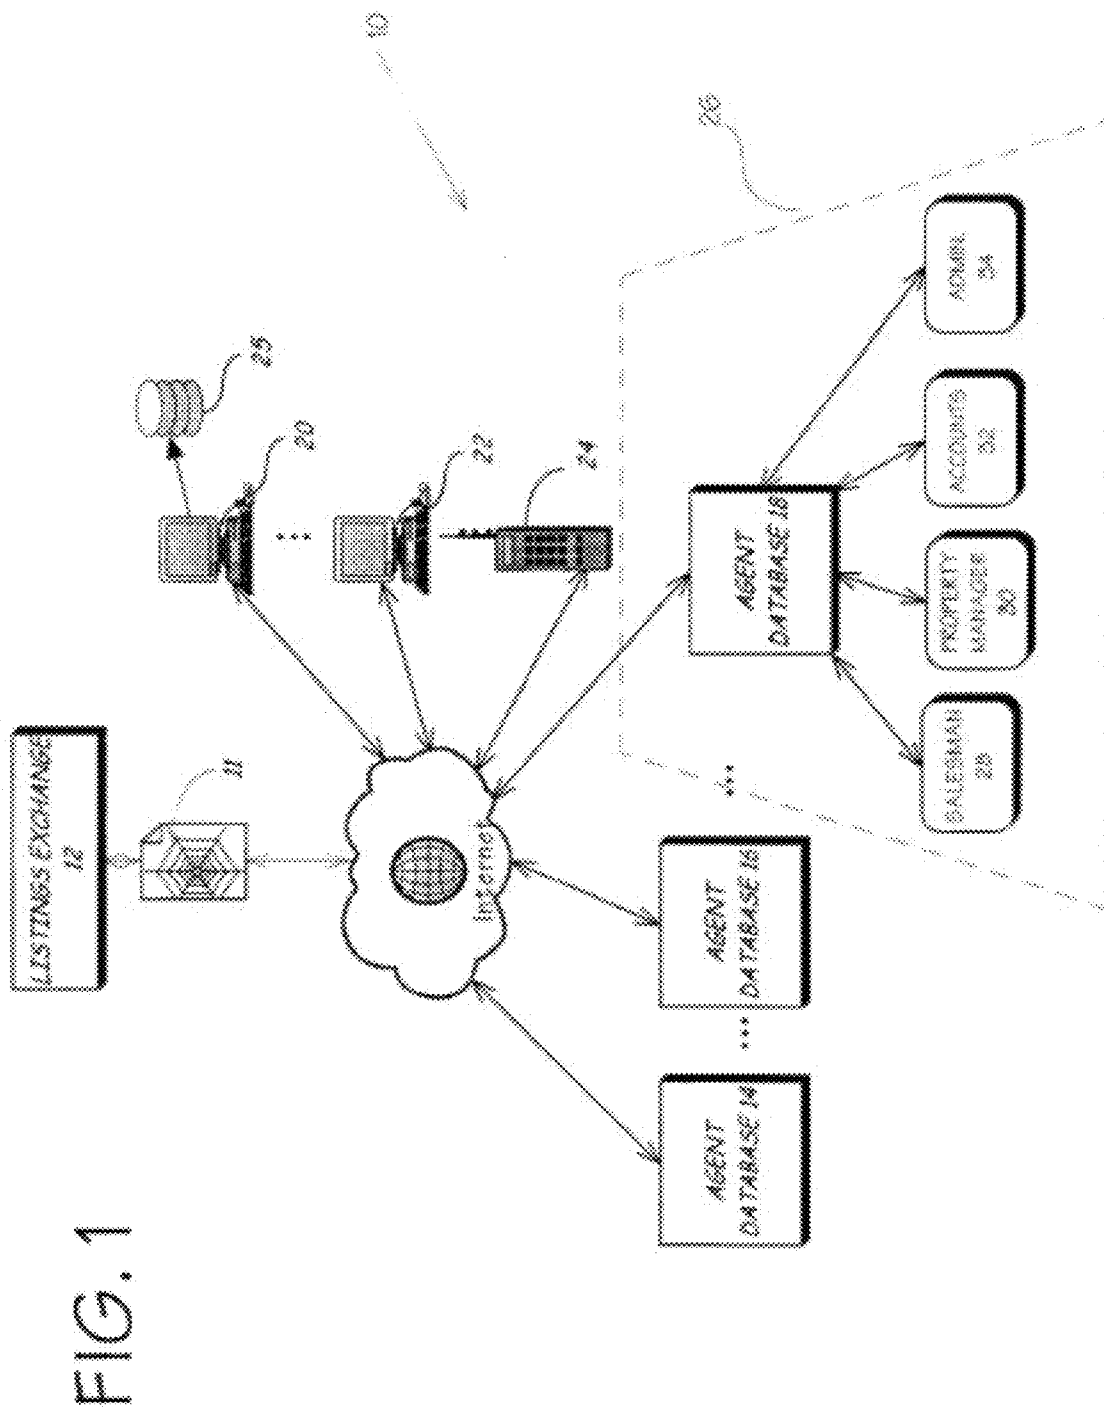 FIG. 1
10
LISTINGS EXCHANGE
12
11
25
20
22
24
Internet
26
AGENT
DATABASE 14
...
AGENT
DATABASE 16
...
AGENT
DATABASE 18
SALESMAN
28
PROPERTY
MANAGER
30
ACCOUNTS
32
ADMIN.
34